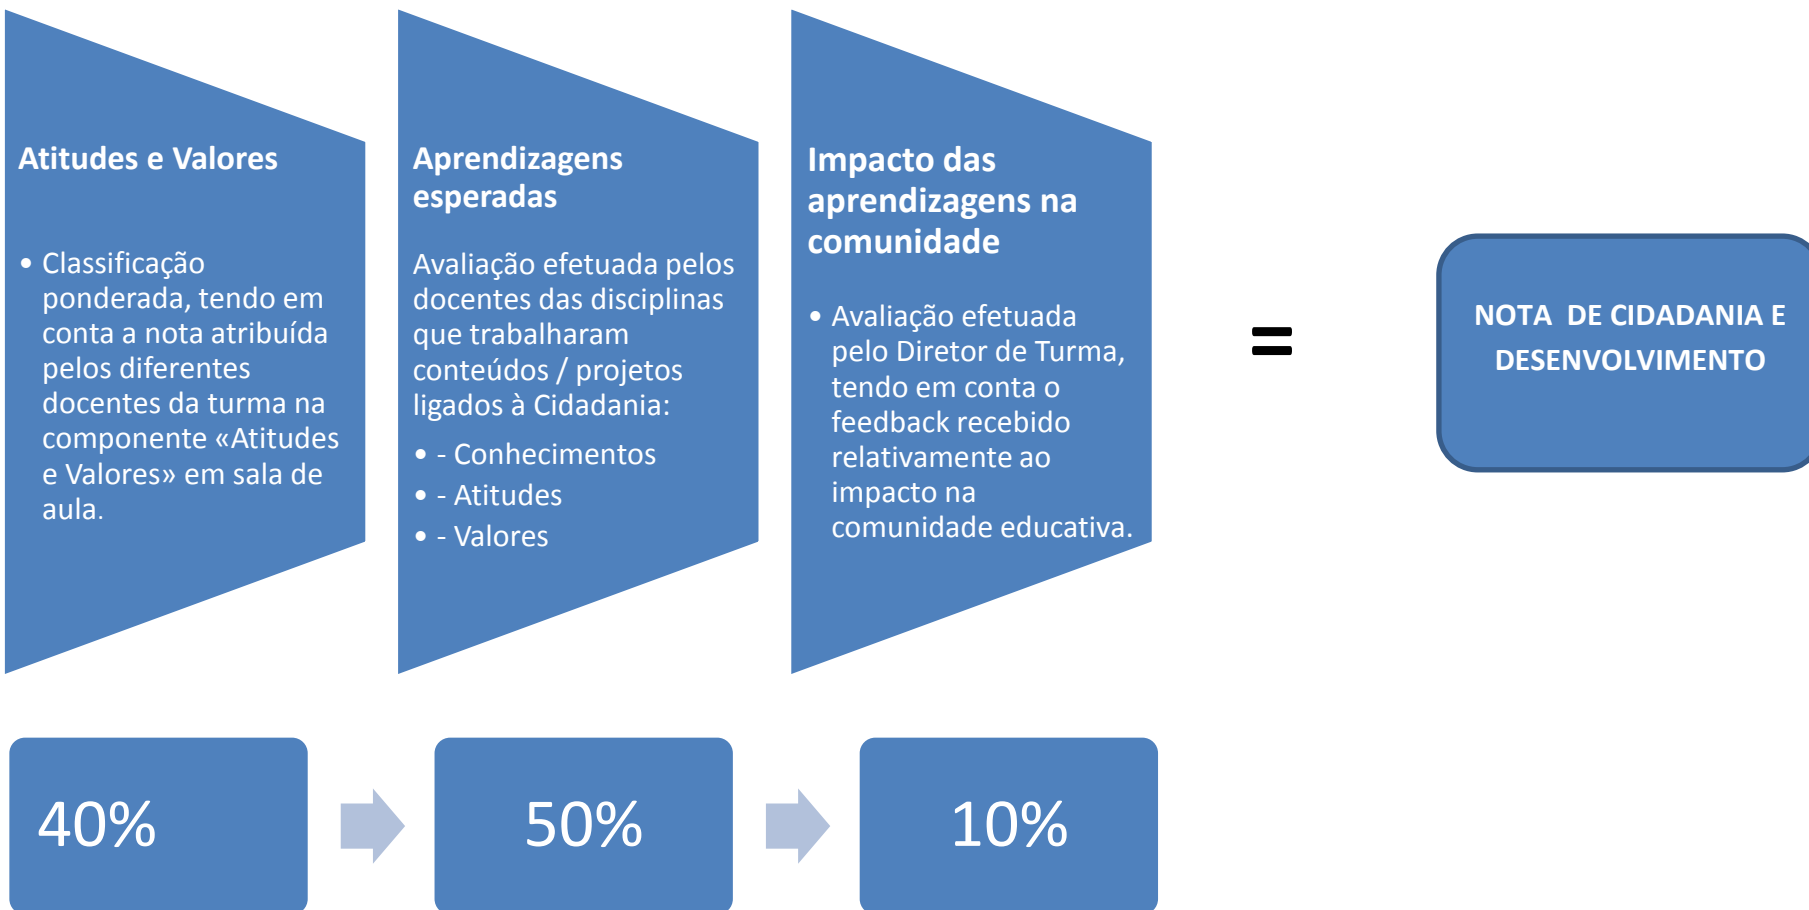 Atitudes e Valores
• Classificação
ponderada, tendo em
conta a nota atribuída
pelos diferentes
docentes da turma na
componente «Atitudes
e Valores» em sala de
aula.
Aprendizagens
esperadas
Avaliação efetuada pelos
docentes das disciplinas
que trabalharam
conteúdos / projetos
ligados à Cidadania:
• - Conhecimentos
• - Atitudes
• - Valores
Impacto das
aprendizagens na
comunidade
• Avaliação efetuada
pelo Diretor de Turma,
tendo em conta o
feedback recebido
relativamente ao
impacto na
comunidade educativa.
=
NOTA DE CIDADANIA E
DESENVOLVIMENTO
40%
50%
10%